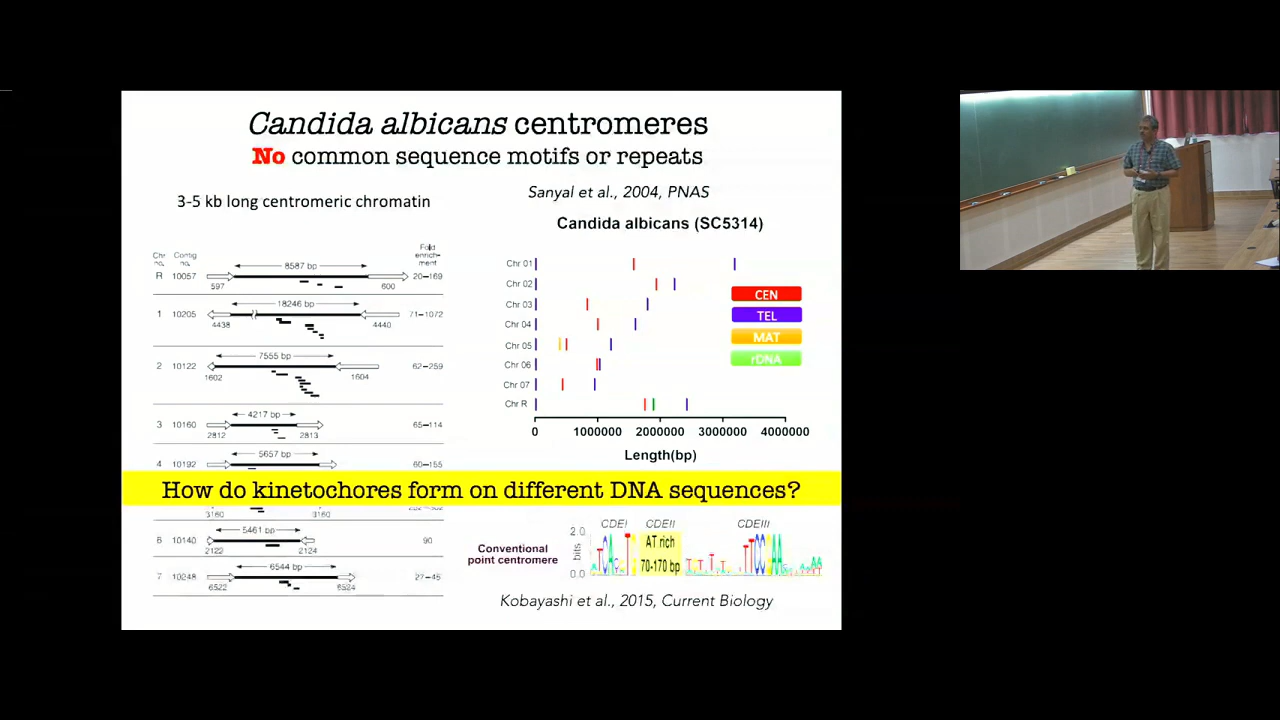 Candida albicans centromeres
No common sequence motifs or repeats
Sanyal et al., 2004, PNAS
3-5 kb long centromeric chromatin
Candida albicans (SC5314)
Chr no.
Contig no.
Fold enrich- ment
R 10057 8587 bp 597 600 20–169
1 10205 18246 bp 4438 4440 71–1072
2 10122 7555 bp 1602 1604 62–259
3 10160 4217 bp 2812 2813 65–114
4 10192 5657 bp 60–155
Chr 01
Chr 02
Chr 03
Chr 04
Chr 05
Chr 06
Chr 07
Chr R
CEN
TEL
MAT
rDNA
0 1000000 2000000 3000000 4000000
Length(bp)
How do kinetochores form on different DNA sequences?
3160 3160
6 10140 5461 bp 2122 2124 90
7 10248 6544 bp 6522 6524 27–45
CDEI CDEII CDEIII
2.0
bits
0.0
AT rich
70-170 bp
Conventional
point centromere
Kobayashi et al., 2015, Current Biology